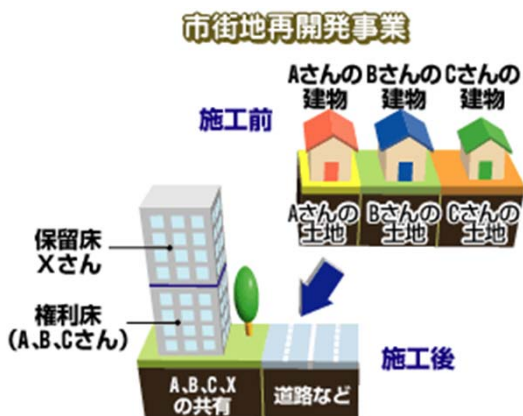 市街地再開発事業
Aさんの
建物
Bさんの
建物
Cさんの
建物
施工前
Aさんの
土地
Bさんの
土地
Cさんの
土地
保留床
Xさん
権利床
(A、B、Cさん)
施工後
A、B、C、X
の共有
道路など